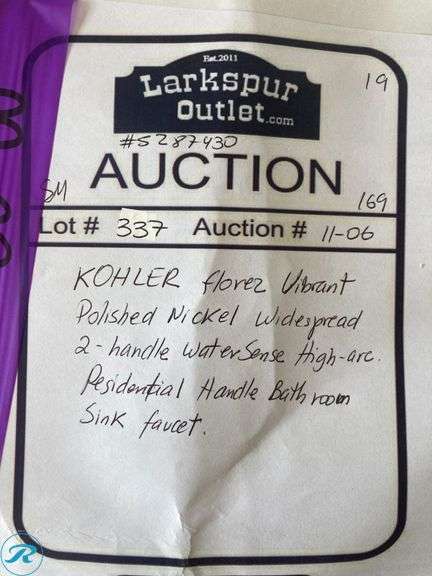 Est.2011
Larkspur
Outlet.com
19
#5287430
AUCTION
SM
169
Lot # 337 Auction # 11-06
KOHLER florez Vibrant
Polished Nickel Widespread
2-handle WaterSense High-arc.
Residential Handle Bathroom
Sink faucet.
R